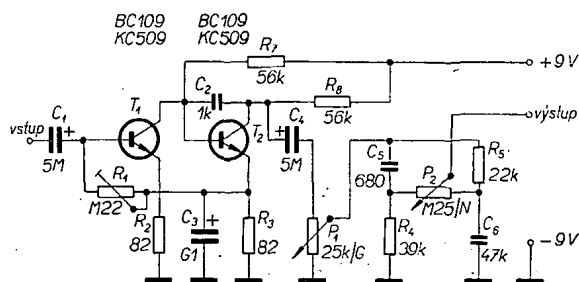 BC109 BC109
KC509 KC509
R7
56k
+9V
C2
1k
R8
56k
T1
T2
C1
+
vstup
5M
+
C4
5M
výstup
C5
680
P2
M25/N
R5
22k
R1
M22
R2
82
C3
+
G1
R3
82
P1
25k/G
R4
39k
C6
47k
-9V